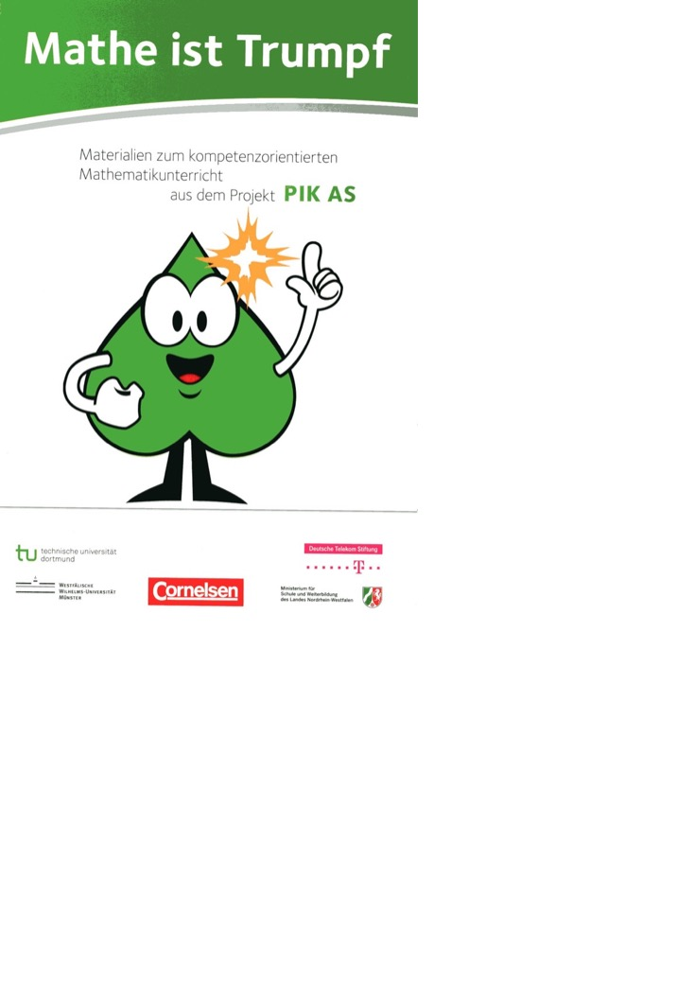 Mathe ist Trumpf
Materialien zum kompetenzorientierten
Mathematikunterricht
aus dem Projekt PIK AS
tu technische universität
dortmund
Deutsche Telekom Stiftung
T
WESTFÄLISCHE
WILHELMS-UNIVERSITÄT
MÜNSTER
Cornelsen
Ministerium für
Schule und Weiterbildung
des Landes Nordrhein-Westfalen